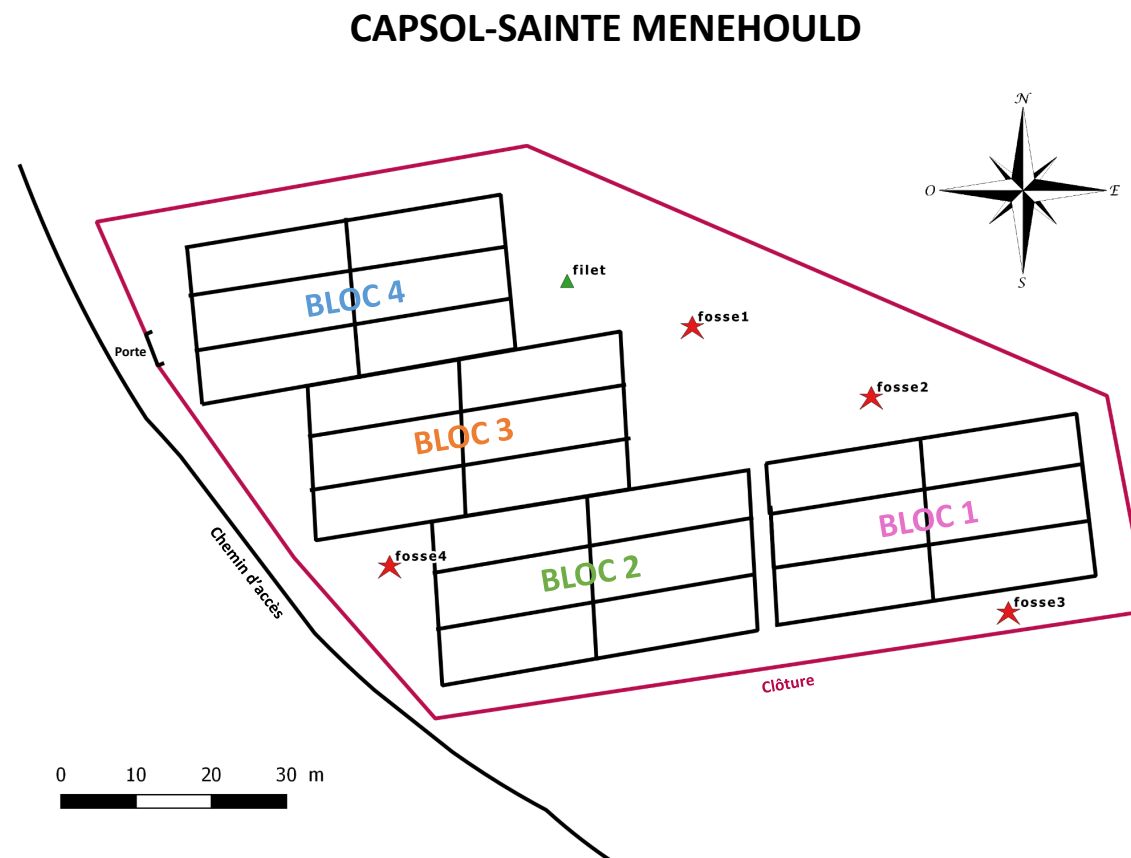 CAPSOL-SAINTE MENEHOULD
N
O
E
S
filet
BLOC 4
fosse1
Porte
fosse2
BLOC 3
BLOC 1
Chemin d'accès
fosse4
BLOC 2
fosse3
Clôture
0 10 20 30 m